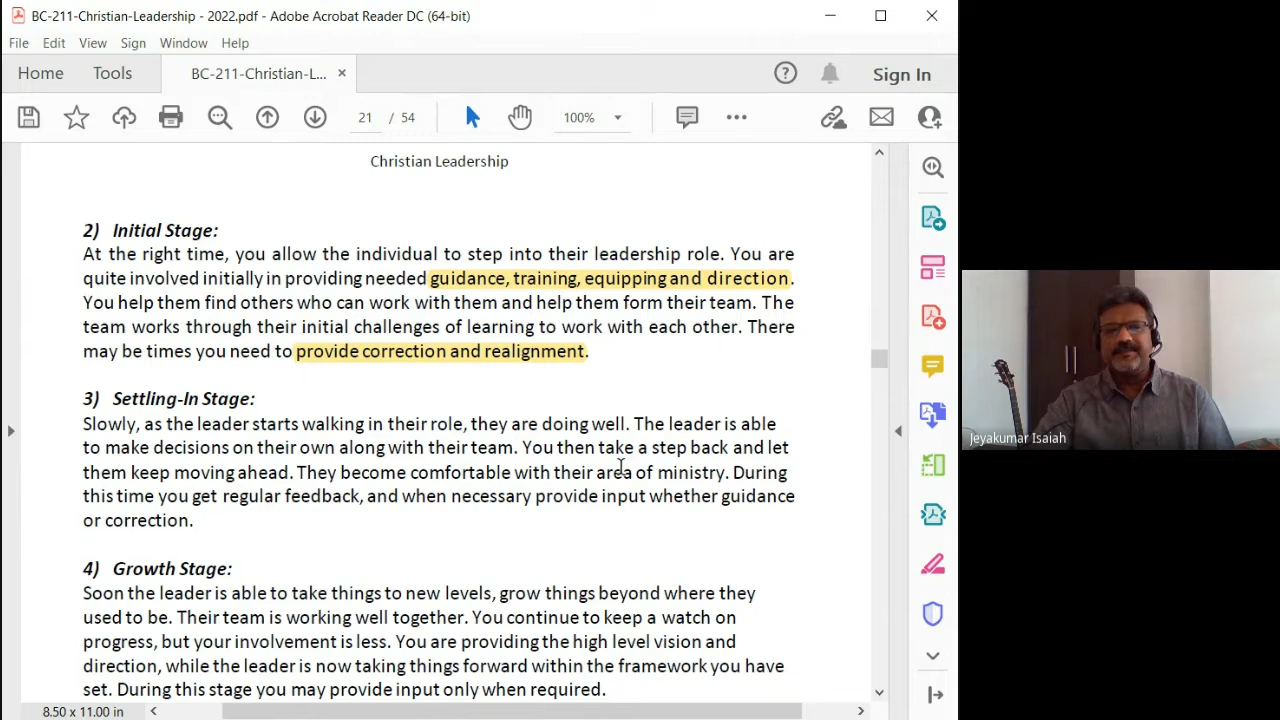 BC-211-Christian-Leadership - 2022.pdf - Adobe Acrobat Reader DC (64-bit)
File Edit View Sign Window Help
Home Tools BC-211-Christian-L... Sign In
21 / 54 100%
Christian Leadership
2) Initial Stage:
At the right time, you allow the individual to step into their leadership role. You are
quite involved initially in providing needed guidance, training, equipping and direction.
You help them find others who can work with them and help them form their team. The
team works through their initial challenges of learning to work with each other. There
may be times you need to provide correction and realignment.
3) Settling-In Stage:
Slowly, as the leader starts walking in their role, they are doing well. The leader is able
to make decisions on their own along with their team. You then take a step back and let
them keep moving ahead. They become comfortable with their area of ministry. During
this time you get regular feedback, and when necessary provide input whether guidance
or correction.
4) Growth Stage:
Soon the leader is able to take things to new levels, grow things beyond where they
used to be. Their team is working well together. You continue to keep a watch on
progress, but your involvement is less. You are providing the high level vision and
direction, while the leader is now taking things forward within the framework you have
set. During this stage you may provide input only when required.
8.50 x 11.00 in
Jeyakumar Isaiah